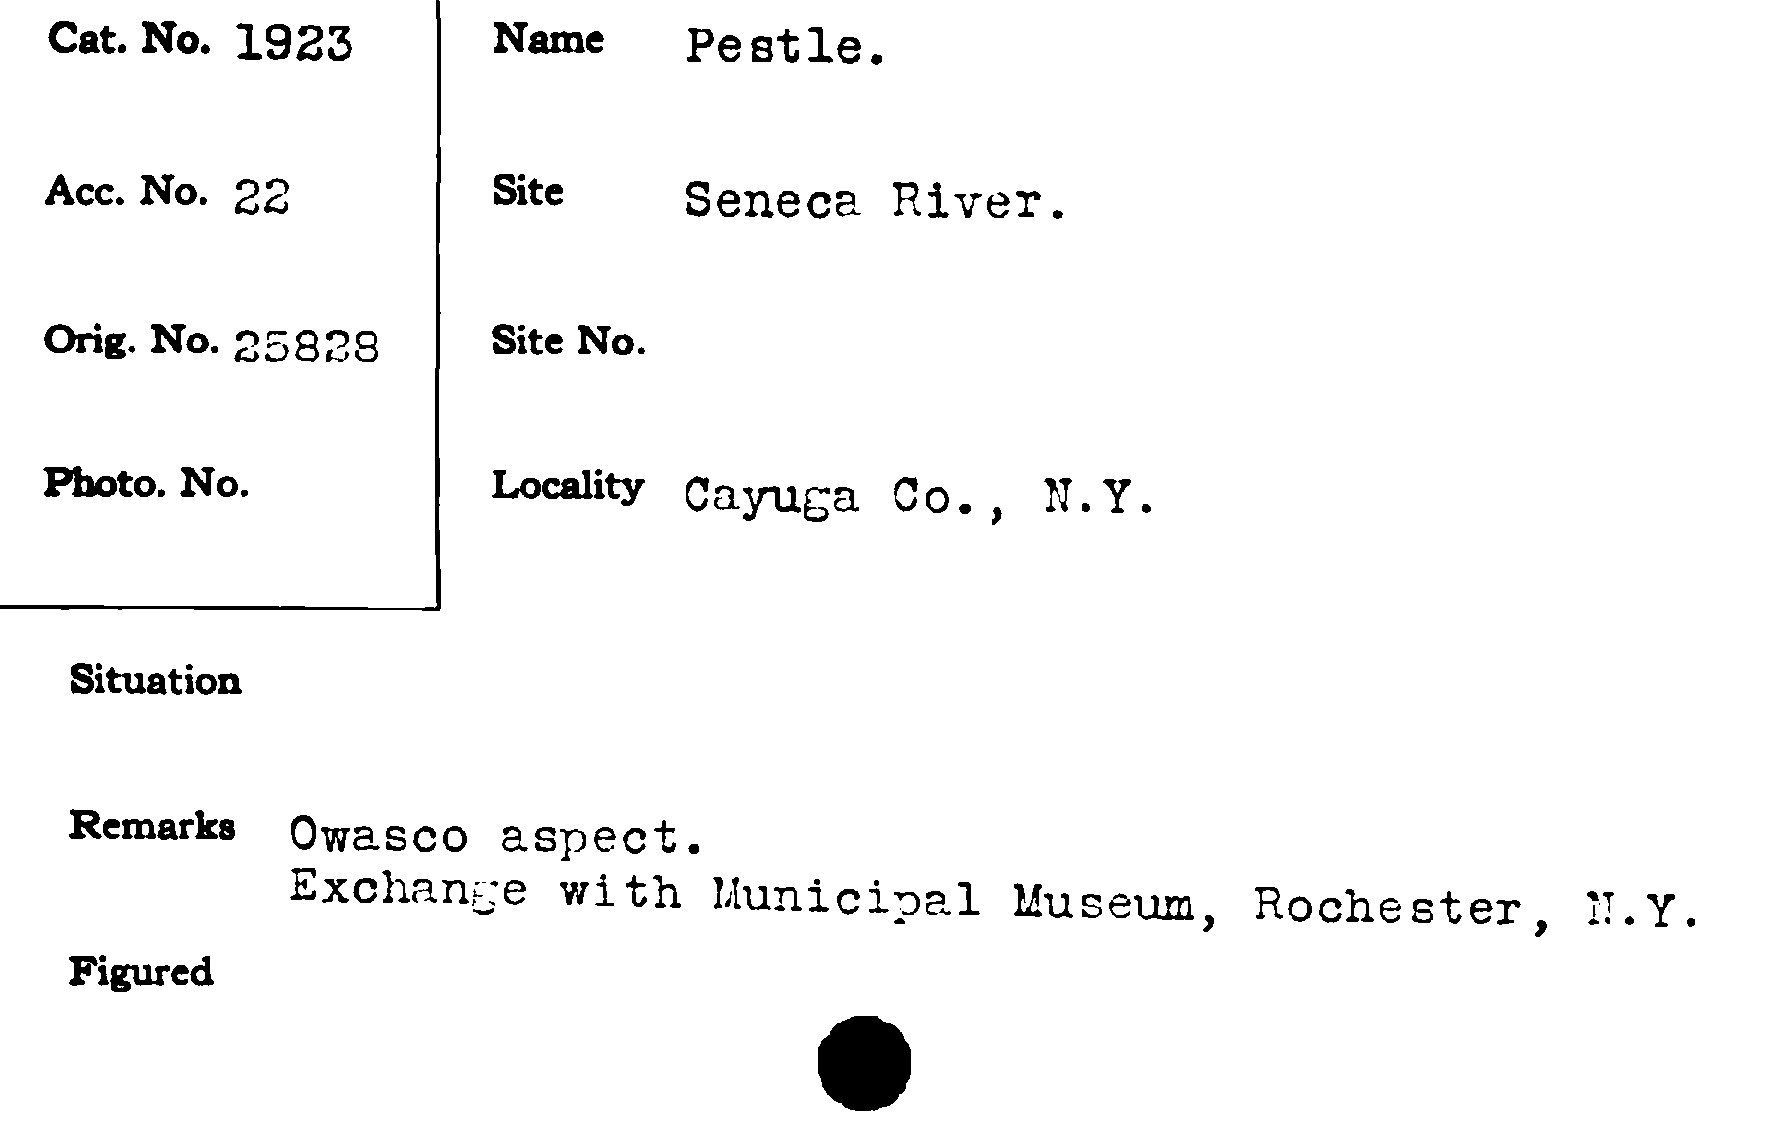 Cat. No. 1923
Name Pestle.
Acc. No. 22
Site Seneca River.
Orig. No. 25828
Site No.
Photo. No.
Locality Cayuga Co., N.Y.
Situation
Remarks Owasco aspect.
Exchange with Municipal Museum, Rochester, N.Y.
Figured